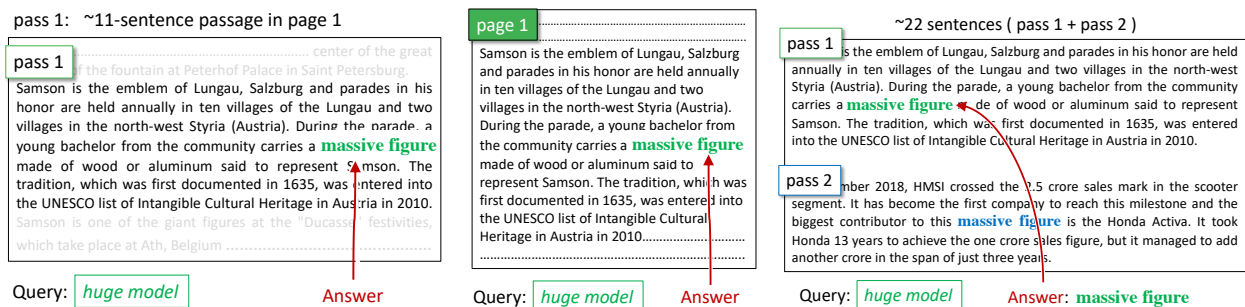 pass 1: ~11-sentence passage in page 1
center of the great
pass 1
of the fountain at Peterhof Palace in Saint Petersburg.
Samson is the emblem of Lungau, Salzburg and parades in his
honor are held annually in ten villages of the Lungau and two
villages in the north-west Styria (Austria). During the parade, a
young bachelor from the community carries a massive figure
made of wood or aluminum said to represent Samson. The
tradition, which was first documented in 1635, was entered into
the UNESCO list of Intangible Cultural Heritage in Austria in 2010.
Samson is one of the giant figures at the "Ducasse" festivities,
which take place at Ath, Belgium
Query: huge model Answer
page 1
Samson is the emblem of Lungau, Salzburg
and parades in his honor are held annually
in ten villages of the Lungau and two
villages in the north-west Styria (Austria).
During the parade, a young bachelor from
the community carries a massive figure
made of wood or aluminum said to
represent Samson. The tradition, which was
first documented in 1635, was entered into
the UNESCO list of Intangible Cultural
Heritage in Austria in 2010
Query: huge model Answer
~22 sentences ( pass 1 + pass 2 )
pass 1
is the emblem of Lungau, Salzburg and parades in his honor are held
annually in ten villages of the Lungau and two villages in the north-west
Styria (Austria). During the parade, a young bachelor from the community
carries a massive figure de of wood or aluminum said to represent
Samson. The tradition, which was first documented in 1635, was entered
into the UNESCO list of Intangible Cultural Heritage in Austria in 2010.
pass 2
mber 2018, HMSI crossed the 2.5 crore sales mark in the scooter
segment. It has become the first company to reach this milestone and the
biggest contributor to this massive figure is the Honda Activa. It took
Honda 13 years to achieve the one crore sales figure, but it managed to add
another crore in the span of just three years.
Query: huge model Answer: massive figure